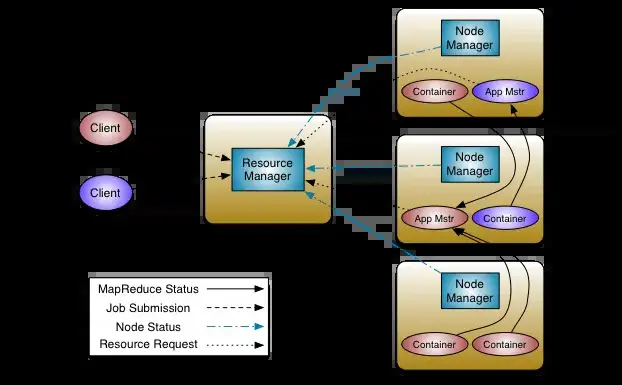 Node
Manager
Container
App Mstr
Client
Resource
Manager
Node
Manager
Client
App Mstr
Container
Node
Manager
MapReduce Status
Job Submission
Node Status
Resource Request
Container
Container